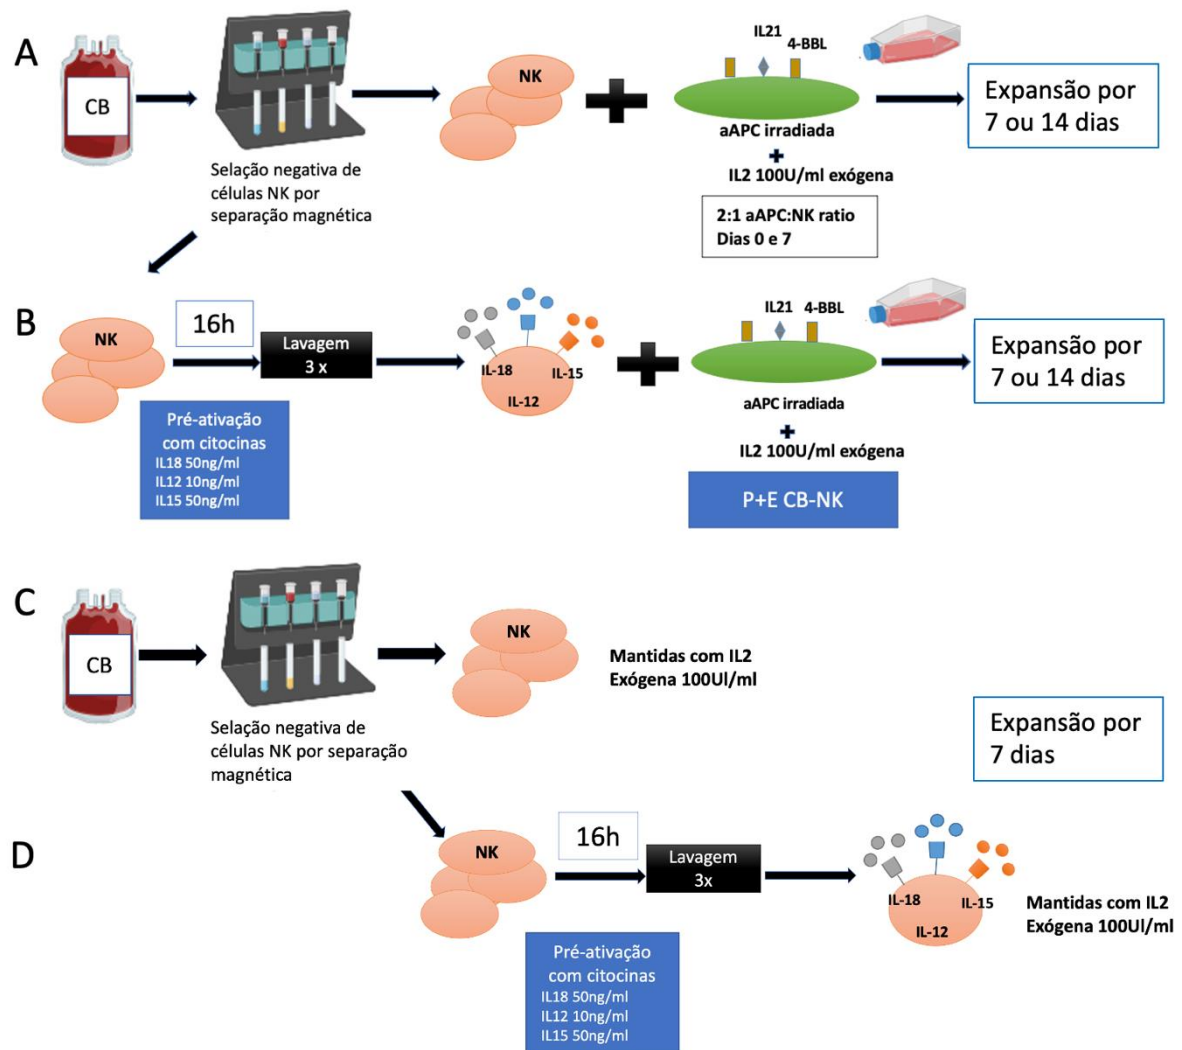 A
CB
Selação negativa de
células NK por
separação magnética
NK
IL21
4-BBL
aAPC irradiada
+
IL2 100U/ml exógena
2:1 aAPC:NK ratio
Dias 0 e 7
Expansão por
7 ou 14 dias
B
NK
16h
Lavagem
3 x
Pré-ativação
com citocinas
IL18 50ng/ml
IL12 10ng/ml
IL15 50ng/ml
IL-18
IL-15
IL-12
IL21
4-BBL
aAPC irradiada
+
IL2 100U/ml exógena
P+E CB-NK
Expansão por
7 ou 14 dias
C
CB
Selação negativa de
células NK por separação
magnética
NK
Mantidas com IL2
Exógena 100Ul/ml
Expansão por
7 dias
D
NK
16h
Lavagem
3x
Pré-ativação
com citocinas
IL18 50ng/ml
IL12 10ng/ml
IL15 50ng/ml
IL-18
IL-15
IL-12
Mantidas com IL2
Exógena 100Ul/ml